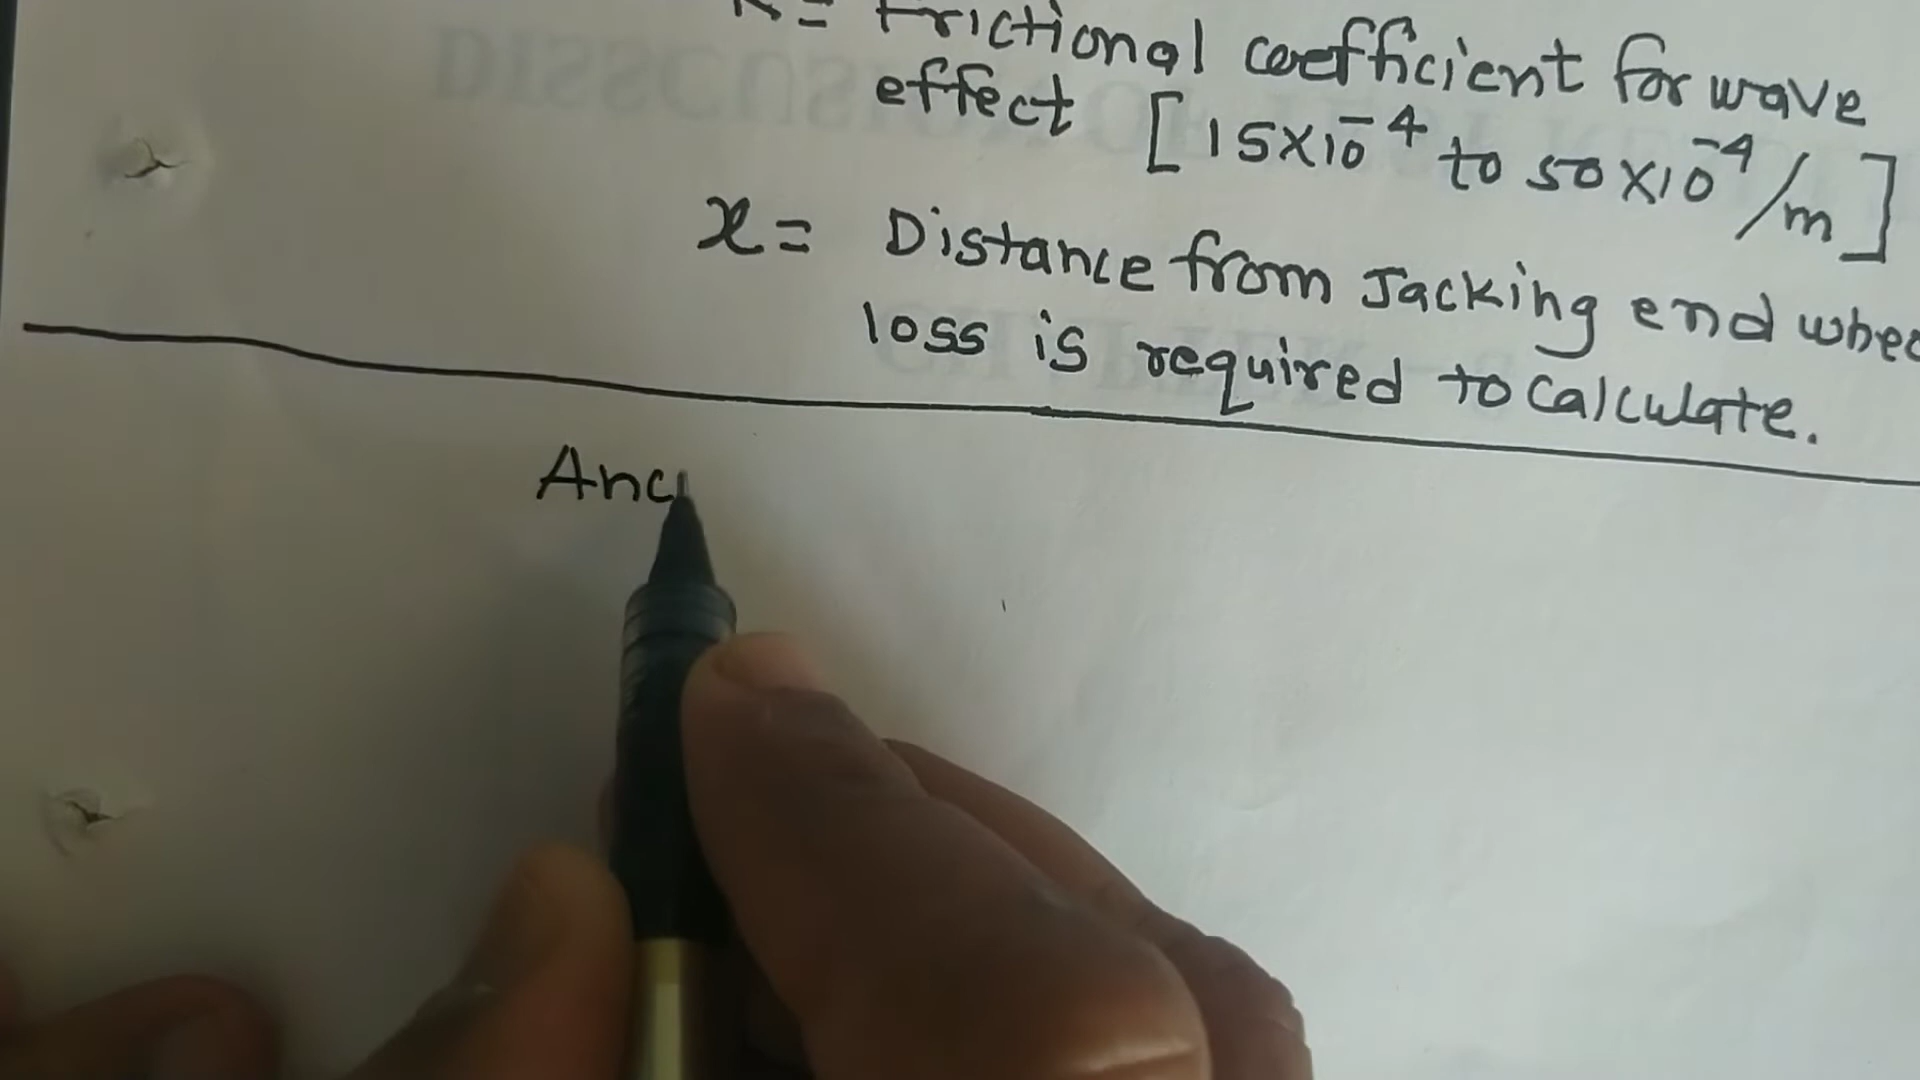 K = Frictional coefficient for wave
effect [15×10⁻⁴ to 50×10⁻⁴/m]
x = Distance from Jacking end whe
loss is required to calculate.
Anc